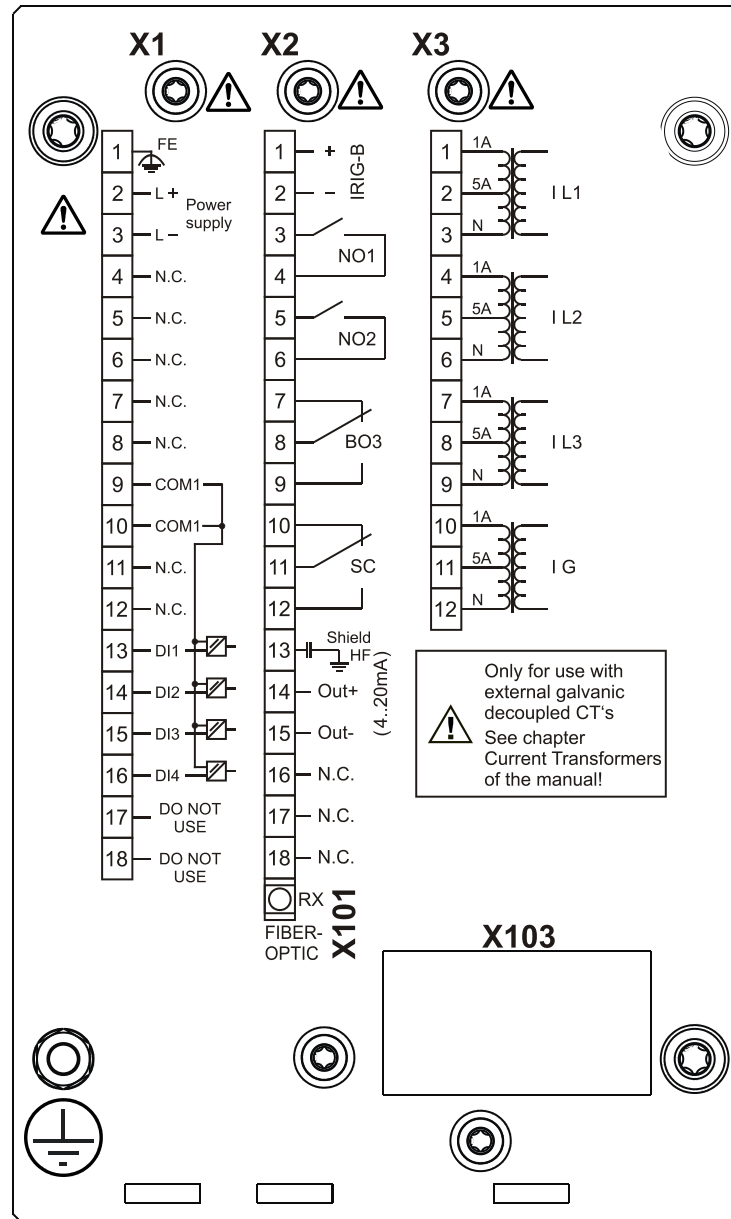 X1
X2
X3
1
FE
2
L+
Power
supply
3
L–
4
N.C.
5
N.C.
6
N.C.
7
N.C.
8
N.C.
9
COM1
10
COM1
11
N.C.
12
N.C.
13
DI1
14
DI2
15
DI3
16
DI4
17
DO NOT
USE
18
DO NOT
USE
1
+
2
–
IRIG-B
3
NO1
4
5
NO2
6
7
8
BO3
9
10
11
SC
12
13
Shield
HF
14
Out+
15
Out-
(4..20mA)
16
N.C.
17
N.C.
18
N.C.
RX
FIBER-
OPTIC
X101
1
1A
2
5A
I L1
3
N
4
1A
5
5A
I L2
6
N
7
1A
8
5A
I L3
9
N
10
1A
11
5A
I G
12
N
Only for use with
external galvanic
decoupled CT‘s
See chapter
Current Transformers
of the manual!
X103